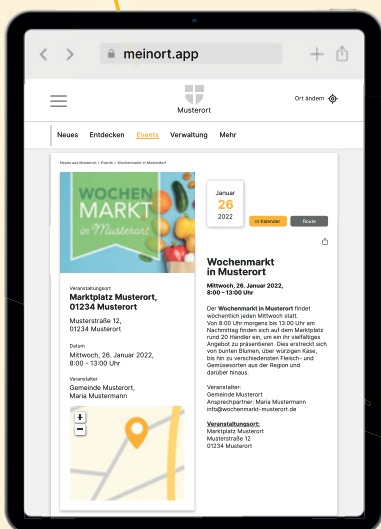 meinort.app
Musterort
Ort ändern
Neues Entdecken Events Verwaltung Mehr
Neues aus Musterort > Events > Wochenmarkt in Musterdorf
WOCHEN
MARKT
in Musterort
Veranstaltungsort
Marktplatz Musterort,
01234 Musterort
Musterstraße 12,
01234 Musterort
Datum
Mittwoch, 26. Januar 2022,
8:00 - 13:00 Uhr
Veranstalter
Gemeinde Musterort,
Maria Mustermann
+
−
Januar
26
2022
in Kalender
Route
Wochenmarkt
in Musterort
Mittwoch, 26. Januar 2022,
8:00 – 13:00 Uhr
Der Wochenmarkt in Musterort findet
wöchentlich jeden Mittwoch statt.
Von 8:00 Uhr morgens bis 13:00 Uhr am
Nachmittag finden sich auf dem Marktplatz
rund 20 Händler ein, um ein ihr vielfältiges
Angebot zu präsentieren. Dies erstreckt sich
von bunten Blumen, über würzigen Käse,
bis hin zu verschiedensten Fleisch- und
Gemüsesorten aus der Region und
darüber hinaus.
Veranstalter:
Gemeinde Musterort
Ansprechpartner: Maria Mustermann
info@wochenmarkt-musterort.de
Veranstaltungsort:
Marktplatz Musterort
Musterstraße 12
01234 Musterort